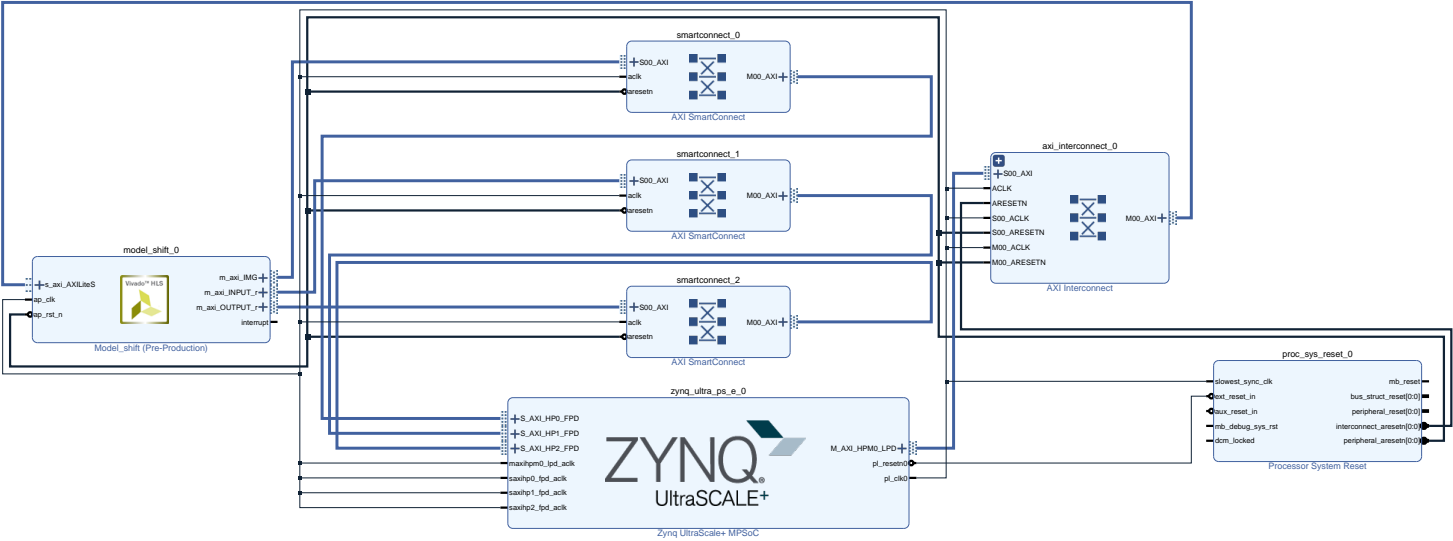 smartconnect_0
S00_AXI
aclk
aresetn
M00_AXI
AXI SmartConnect
smartconnect_1
S00_AXI
aclk
aresetn
M00_AXI
AXI SmartConnect
axi_interconnect_0
S00_AXI
ACLK
ARESETN
S00_ACLK
S00_ARESETN
M00_ACLK
M00_ARESETN
M00_AXI
AXI Interconnect
model_shift_0
s_axi_AXILiteS
ap_clk
ap_rst_n
Vivado™ HLS
m_axi_IMG
m_axi_INPUT_r
m_axi_OUTPUT_r
interrupt
Model_shift (Pre-Production)
smartconnect_2
S00_AXI
aclk
aresetn
M00_AXI
AXI SmartConnect
zynq_ultra_ps_e_0
S_AXI_HP0_FPD
S_AXI_HP1_FPD
S_AXI_HP2_FPD
maxihpm0_lpd_aclk
saxihp0_fpd_aclk
saxihp1_fpd_aclk
saxihp2_fpd_aclk
ZYNQ®
UltraSCALE+
M_AXI_HPM0_LPD
pl_resetn0
pl_clk0
Zynq UltraScale+ MPSoC
proc_sys_reset_0
slowest_sync_clk
ext_reset_in
aux_reset_in
mb_debug_sys_rst
dcm_locked
mb_reset
bus_struct_reset[0:0]
peripheral_reset[0:0]
interconnect_aresetn[0:0]
peripheral_aresetn[0:0]
Processor System Reset